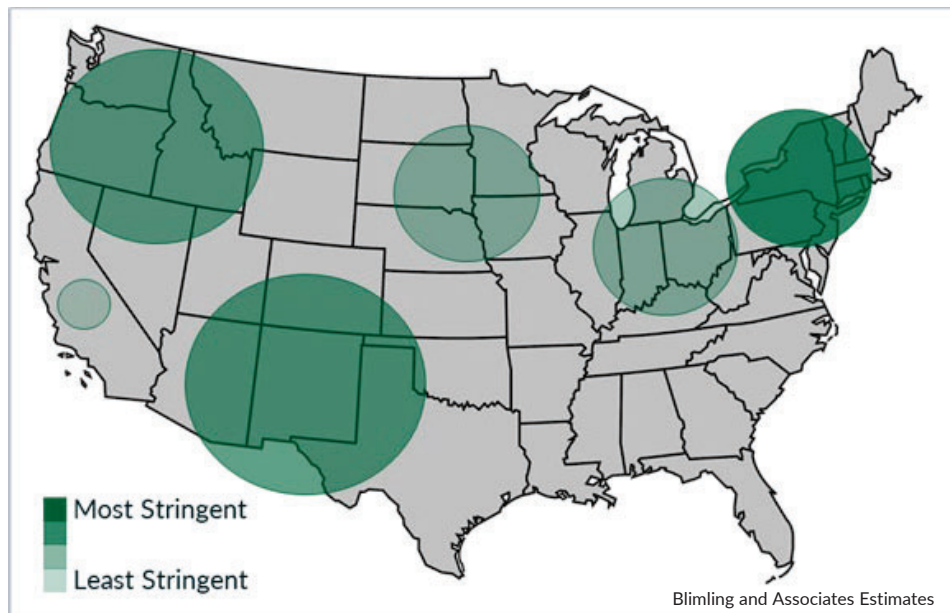 Most Stringent
Least Stringent
Blimling and Associates Estimates